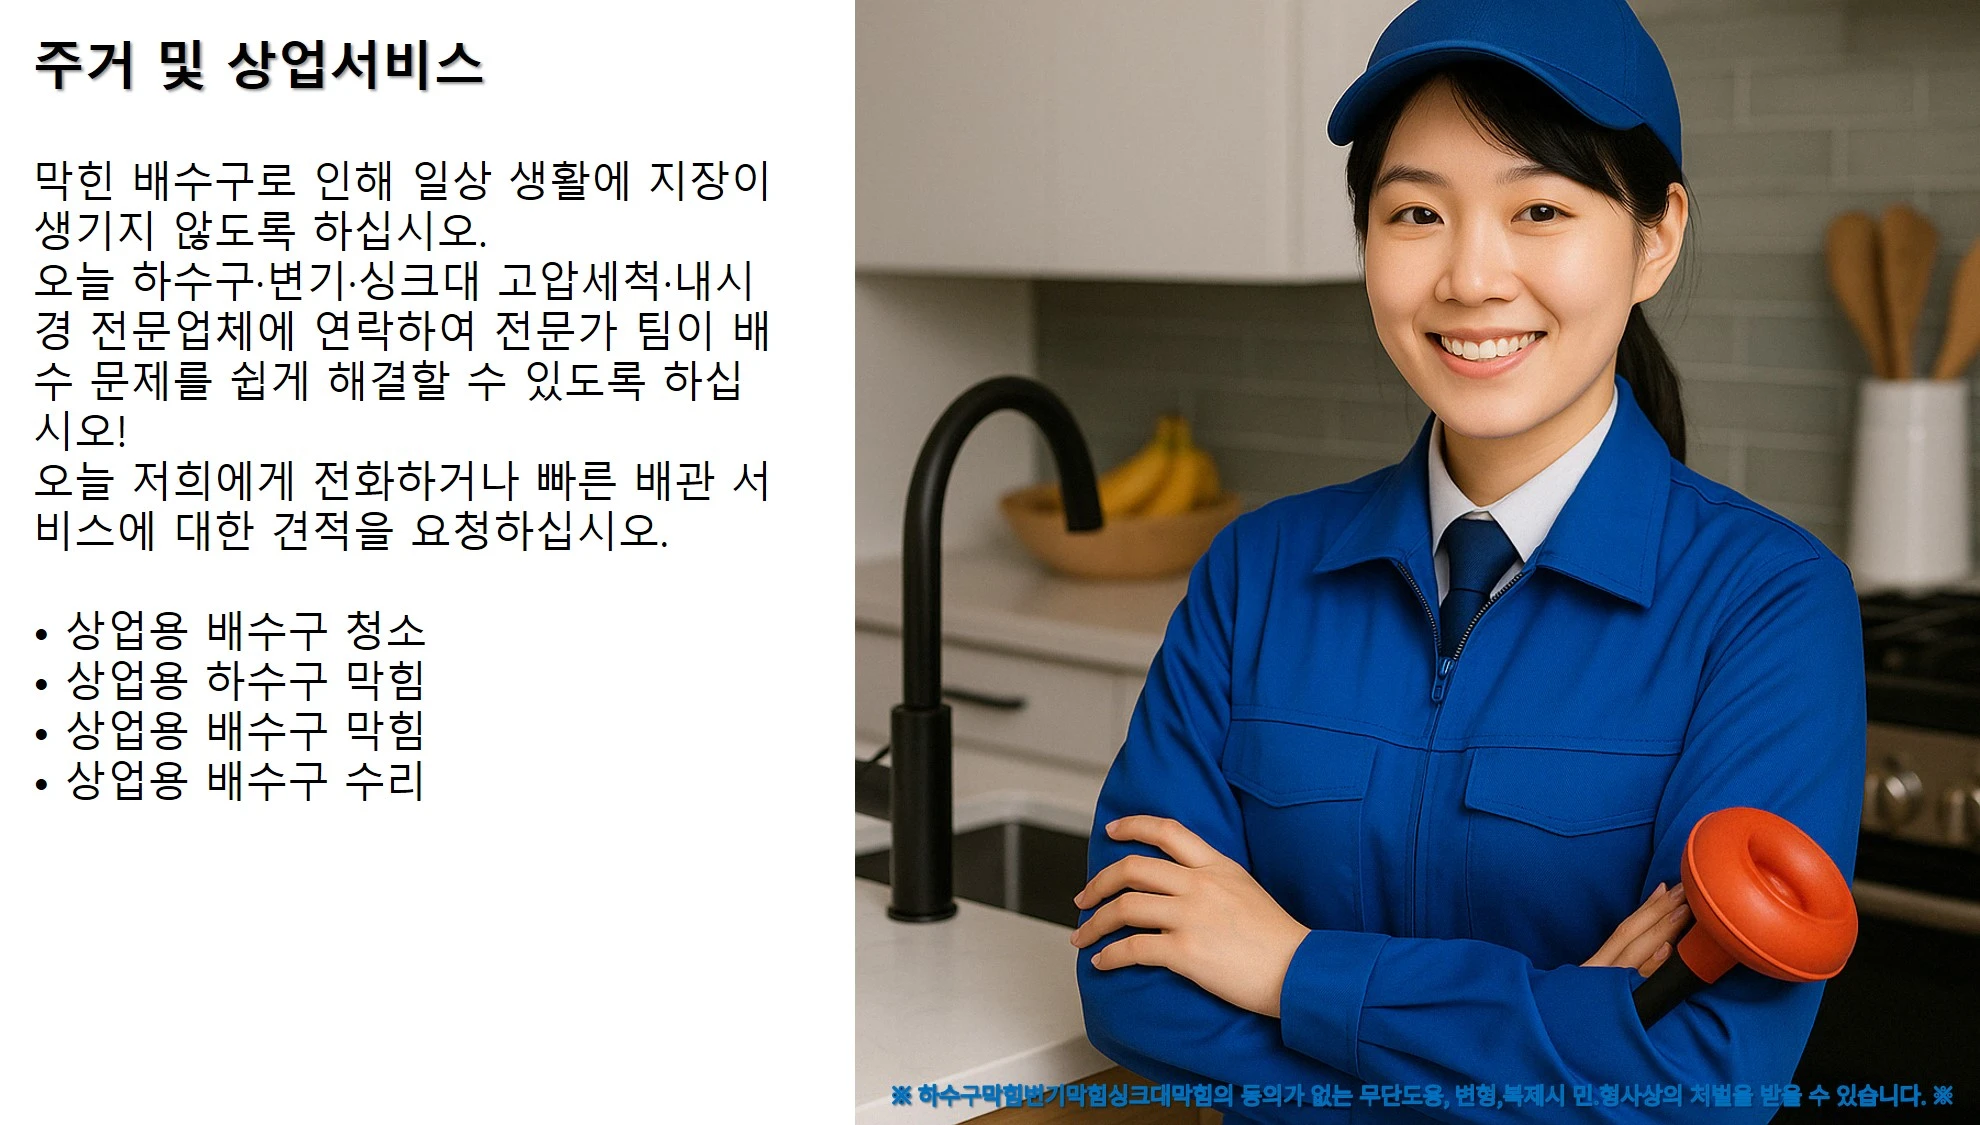 주거 및 상업서비스
막힌 배수구로 인해 일상 생활에 지장이
생기지 않도록 하십시오.
오늘 하수구·변기·싱크대 고압세척·내시
경 전문업체에 연락하여 전문가 팀이 배
수 문제를 쉽게 해결할 수 있도록 하십
시오!
오늘 저희에게 전화하거나 빠른 배관 서
비스에 대한 견적을 요청하십시오.
• 상업용 배수구 청소
• 상업용 하수구 막힘
• 상업용 배수구 막힘
• 상업용 배수구 수리
※ 하수구막힘변기막힘싱크대막힘의 동의가 없는 무단도용, 변형,복제시 민.형사상의 처벌을 받을 수 있습니다. ※